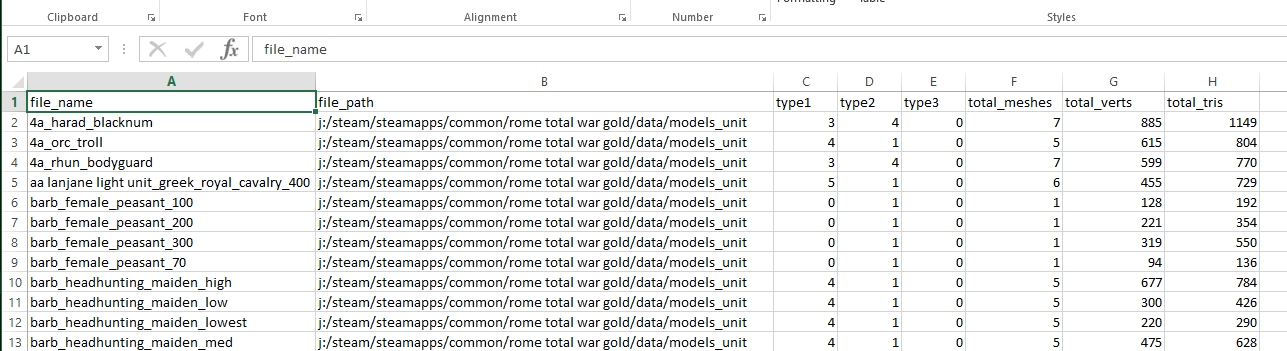 Formatting Table
Clipboard Font Alignment Number Styles
A1 fx file_name
A B C D E F G H
1 file_name file_path type1 type2 type3 total_meshes total_verts total_tris
2 4a_harad_blacknum j:/steam/steamapps/common/rome total war gold/data/models_unit 3 4 0 7 885 1149
3 4a_orc_troll j:/steam/steamapps/common/rome total war gold/data/models_unit 4 1 0 5 615 804
4 4a_rhun_bodyguard j:/steam/steamapps/common/rome total war gold/data/models_unit 3 4 0 7 599 770
5 aa lanjane light unit_greek_royal_cavalry_400 j:/steam/steamapps/common/rome total war gold/data/models_unit 5 1 0 6 455 729
6 barb_female_peasant_100 j:/steam/steamapps/common/rome total war gold/data/models_unit 0 1 0 1 128 192
7 barb_female_peasant_200 j:/steam/steamapps/common/rome total war gold/data/models_unit 0 1 0 1 221 354
8 barb_female_peasant_300 j:/steam/steamapps/common/rome total war gold/data/models_unit 0 1 0 1 319 550
9 barb_female_peasant_70 j:/steam/steamapps/common/rome total war gold/data/models_unit 0 1 0 1 94 136
10 barb_headhunting_maiden_high j:/steam/steamapps/common/rome total war gold/data/models_unit 4 1 0 5 677 784
11 barb_headhunting_maiden_low j:/steam/steamapps/common/rome total war gold/data/models_unit 4 1 0 5 300 426
12 barb_headhunting_maiden_lowest j:/steam/steamapps/common/rome total war gold/data/models_unit 4 1 0 5 220 290
13 barb_headhunting_maiden_med j:/steam/steamapps/common/rome total war gold/data/models_unit 4 1 0 5 475 628